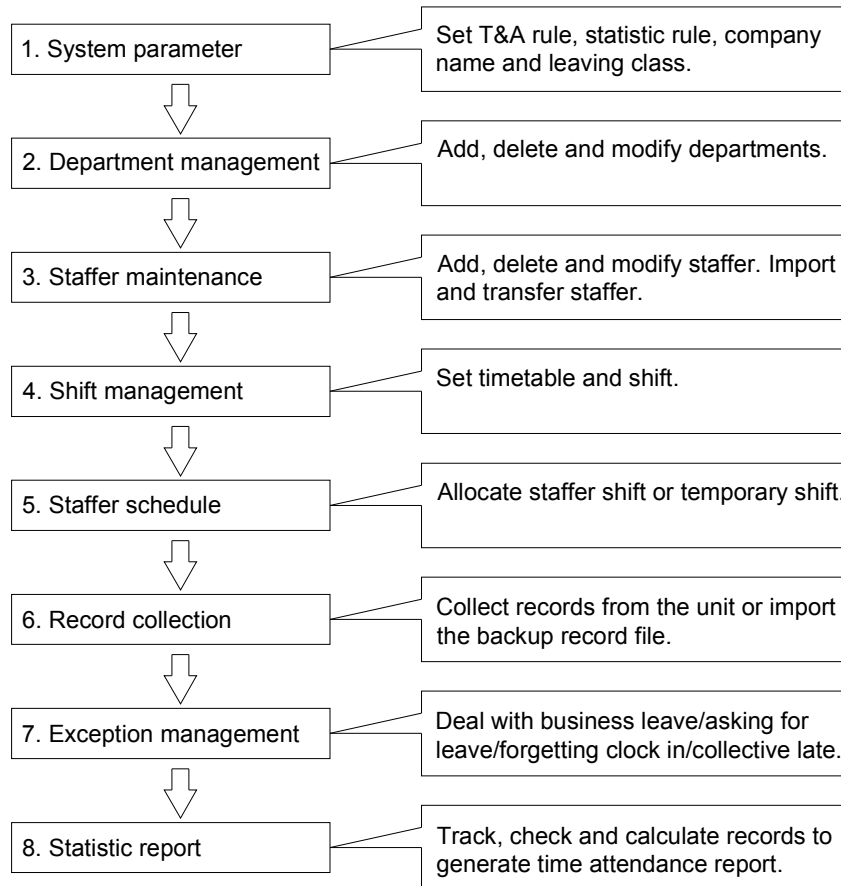 1. System parameter
Set T&A rule, statistic rule, company
name and leaving class.
2. Department management
Add, delete and modify departments.
3. Staffer maintenance
Add, delete and modify staffer. Import
and transfer staffer.
4. Shift management
Set timetable and shift.
5. Staffer schedule
Allocate staffer shift or temporary shift.
6. Record collection
Collect records from the unit or import
the backup record file.
7. Exception management
Deal with business leave/asking for
leave/forgetting clock in/collective late.
8. Statistic report
Track, check and calculate records to
generate time attendance report.